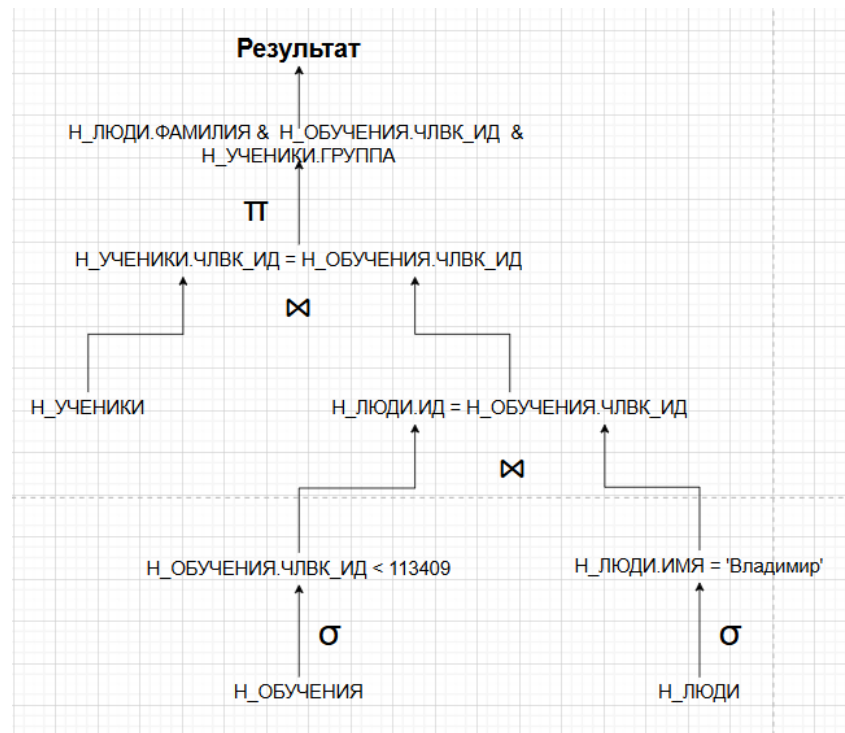 Результат
Н_ЛЮДИ.ФАМИЛИЯ & Н_ОБУЧЕНИЯ.ЧЛВК_ИД &
Н_УЧЕНИКИ.ГРУППА
π
Н_УЧЕНИКИ.ЧЛВК_ИД = Н_ОБУЧЕНИЯ.ЧЛВК_ИД
⋈
Н_УЧЕНИКИ
Н_ЛЮДИ.ИД = Н_ОБУЧЕНИЯ.ЧЛВК_ИД
⋈
Н_ОБУЧЕНИЯ.ЧЛВК_ИД < 113409
Н_ЛЮДИ.ИМЯ = 'Владимир'
σ
σ
Н_ОБУЧЕНИЯ
Н_ЛЮДИ